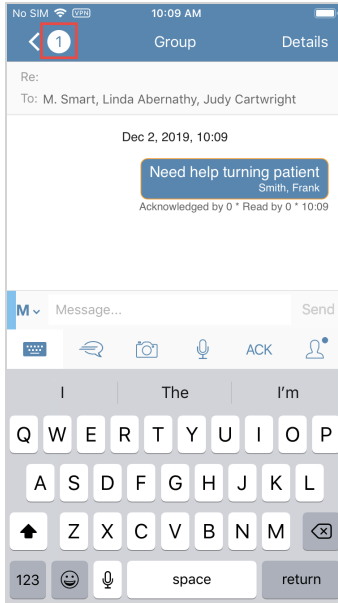 No SIM VPN 10:09 AM
1 Group Details
Re:
To: M. Smart, Linda Abernathy, Judy Cartwright
Dec 2, 2019, 10:09
Need help turning patient
Smith, Frank
Acknowledged by 0 * Read by 0 * 10:09
M Message... Send
ACK
I The I'm
Q W E R T Y U I O P
A S D F G H J K L
Z X C V B N M
123 space return